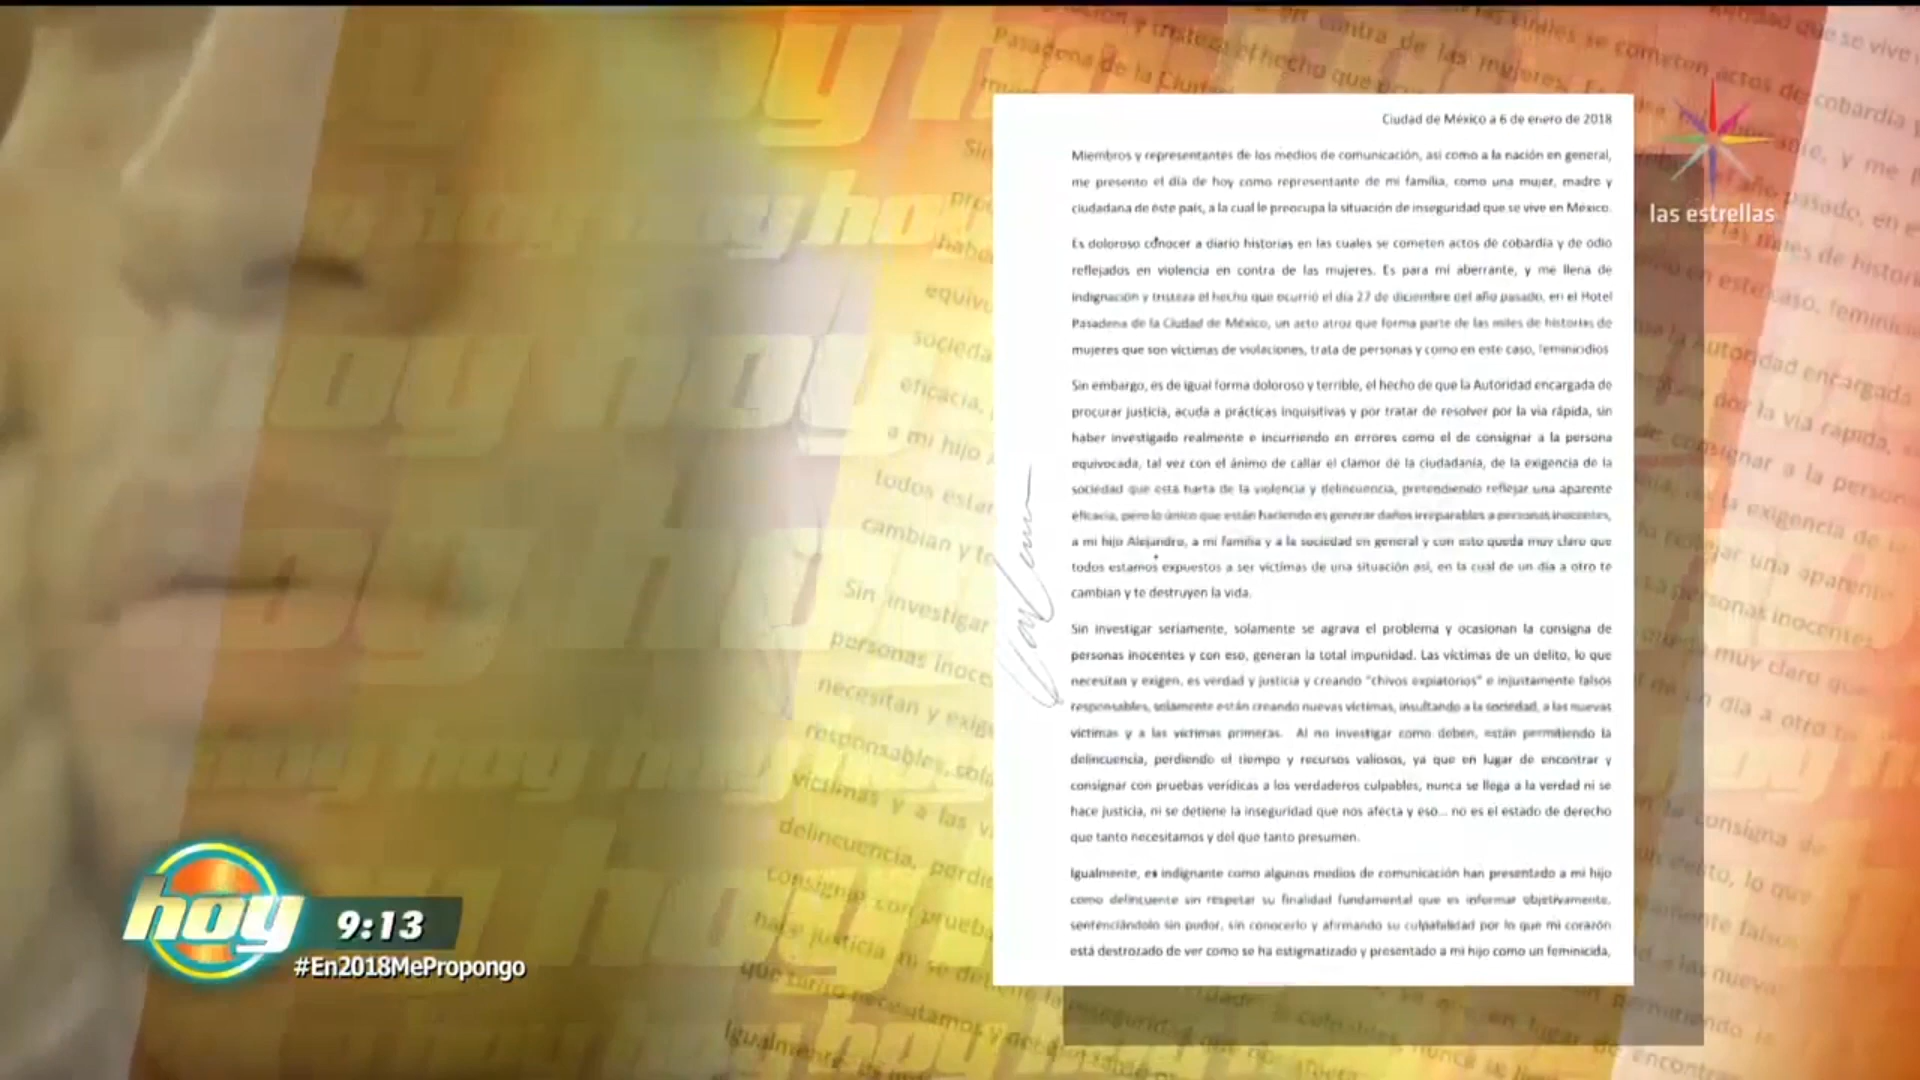 Ciudad de México a 6 de enero de 2018
Miembros y representantes de los medios de comunicación, así como a la nación en general,
me presento el día de hoy como representante de mi familia, como una mujer, madre y
ciudadana de éste país, a la cual le preocupa la situación de inseguridad que se vive en México.
Es doloroso conocer a diario historias en las cuales se cometen actos de cobardía y de odio
reflejados en violencia en contra de las mujeres. Es para mí aberrante, y me llena de
indignación y tristeza el hecho que ocurrió el día 27 de diciembre del año pasado, en el Hotel
Pasadena de la Ciudad de México, un acto atroz que forma parte de las miles de historias de
mujeres que son víctimas de violaciones, trata de personas y como en este caso, feminicidios
Sin embargo, es de igual forma doloroso y terrible, el hecho de que la Autoridad encargada de
procurar justicia, acuda a prácticas inquisitivas y por tratar de resolver por la vía rápida, sin
haber investigado realmente e incurriendo en errores como el de consignar a la persona
equivocada, tal vez con el ánimo de callar el clamor de la ciudadanía, de la exigencia de la
sociedad que está harta de la violencia y delincuencia, pretendiendo reflejar una aparente
eficacia, pero lo único que están haciendo es generar daños irreparables a personas inocentes,
a mi hijo Alejandro, a mi familia y a la sociedad en general y con esto queda muy claro que
todos estamos expuestos a ser víctimas de una situación así, en la cual de un día a otro te
cambian y te destruyen la vida.
Sin investigar seriamente, solamente se agrava el problema y ocasionan la consigna de
personas inocentes y con eso, generan la total impunidad. Las víctimas de un delito, lo que
necesitan y exigen, es verdad y justicia y creando "chivos expiatorios" e injustamente falsos
responsables, solamente están creando nuevas víctimas, insultando a la sociedad, a las nuevas
víctimas y a las víctimas primeras. Al no investigar como deben, están permitiendo la
delincuencia, perdiendo el tiempo y recursos valiosos, ya que en lugar de encontrar y
consignar con pruebas verídicas a los verdaderos culpables, nunca se llega a la verdad ni se
hace justicia, ni se detiene la inseguridad que nos afecta y eso... no es el estado de derecho
que tanto necesitamos y del que tanto presumen.
Igualmente, es indignante como algunos medios de comunicación han presentado a mi hijo
como delincuente sin respetar su finalidad fundamental que es informar objetivamente,
sentenciándolo sin pudor, sin conocerlo y afirmando su culpabilidad por lo que mi corazón
está destrozado de ver como se ha estigmatizado y presentado a mi hijo como un feminicida,
las estrellas
hoy
9:13
#En2018MePropongo